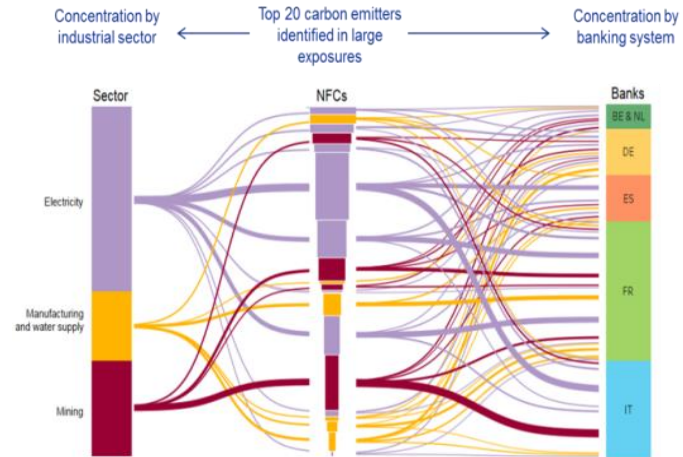 Concentration by
industrial sector
Top 20 carbon emitters
identified in large
exposures
Concentration by
banking system
Sector
NFCs
Banks
BE & NL
DE
Electricity
ES
FR
Manufacturing
and water supply
Mining
IT